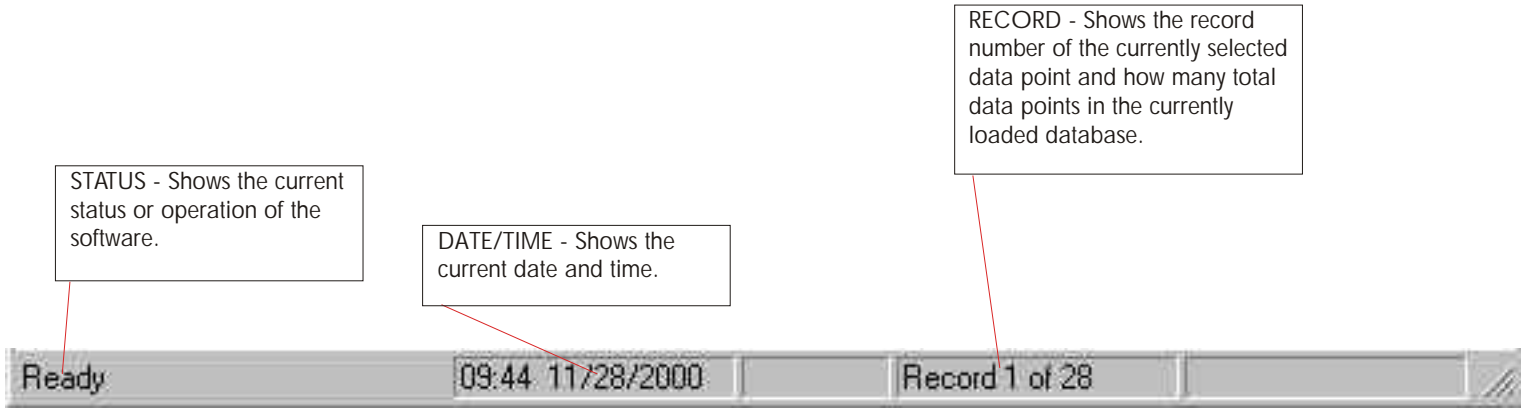 RECORD - Shows the record
number of the currently selected
data point and how many total
data points in the currently
loaded database.
STATUS - Shows the current
status or operation of the
software.
DATE/TIME - Shows the
current date and time.
Ready
09:44 11/28/2000
Record 1 of 28